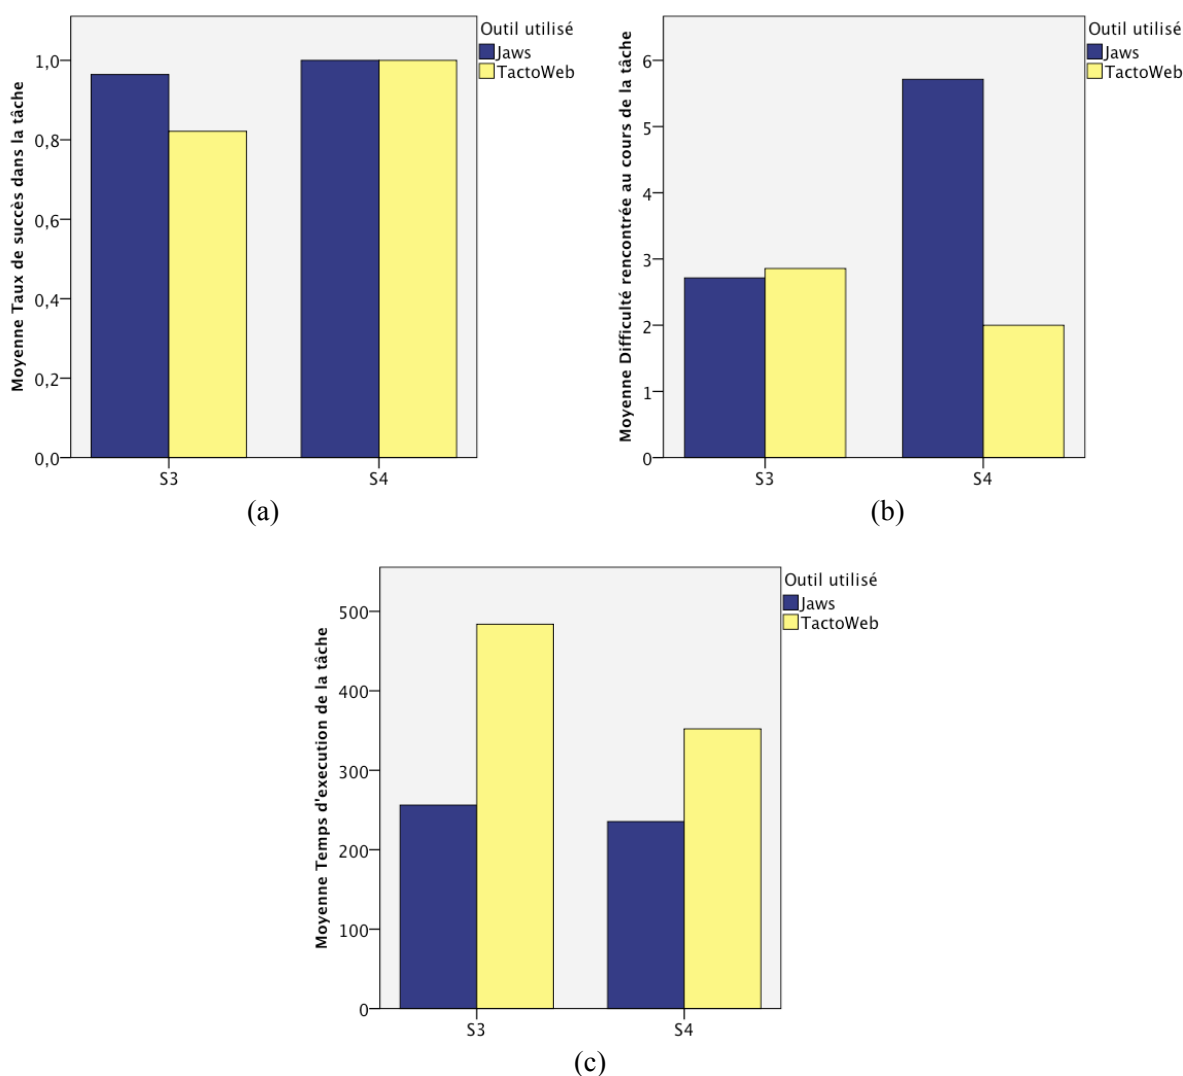 Outil utilisé
Jaws
TactoWeb
Moyenne Taux de succès dans la tâche
1,0
0,8
0,6
0,4
0,2
0,0
S3 S4
(a)
Outil utilisé
Jaws
TactoWeb
Moyenne Difficulté rencontrée au cours de la tâche
6
5
4
3
2
1
0
S3 S4
(b)
Outil utilisé
Jaws
TactoWeb
Moyenne Temps d'execution de la tâche
500
400
300
200
100
0
S3 S4
(c)